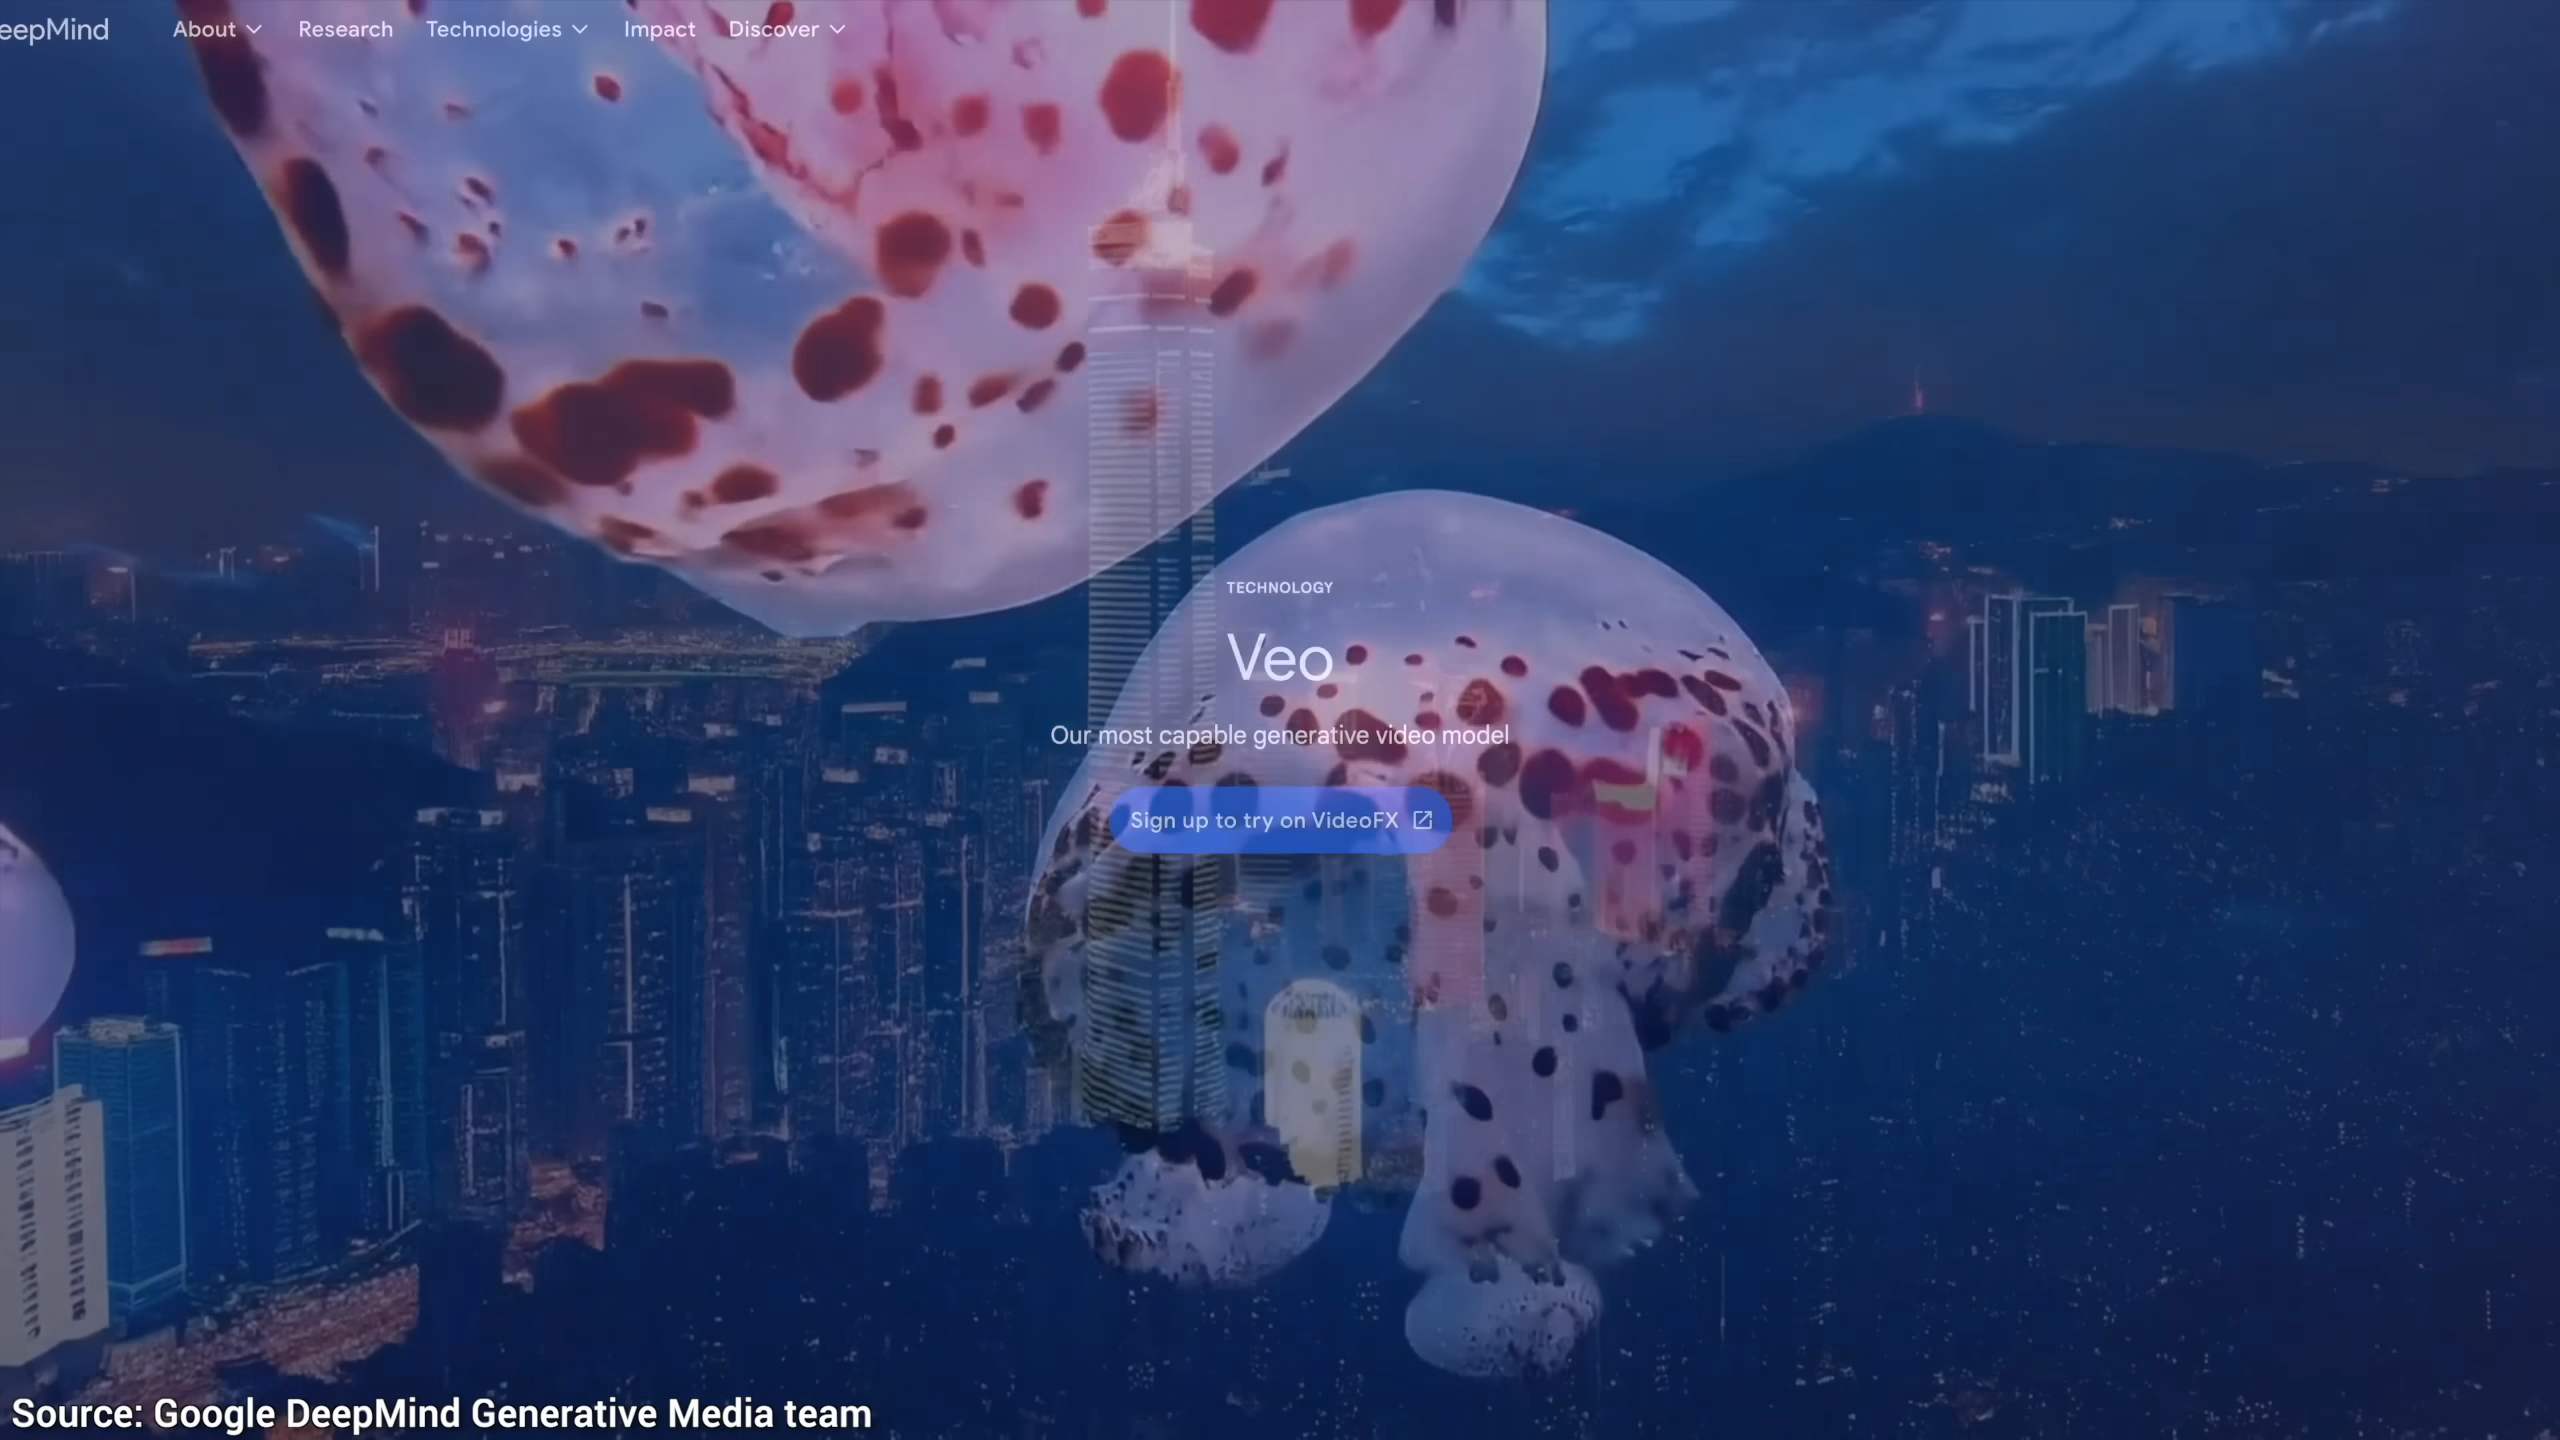 eepMind
About
Research
Technologies
Impact
Discover
TECHNOLOGY
Veo
Our most capable generative video model
Sign up to try on VideoFX
Source: Google DeepMind Generative Media team